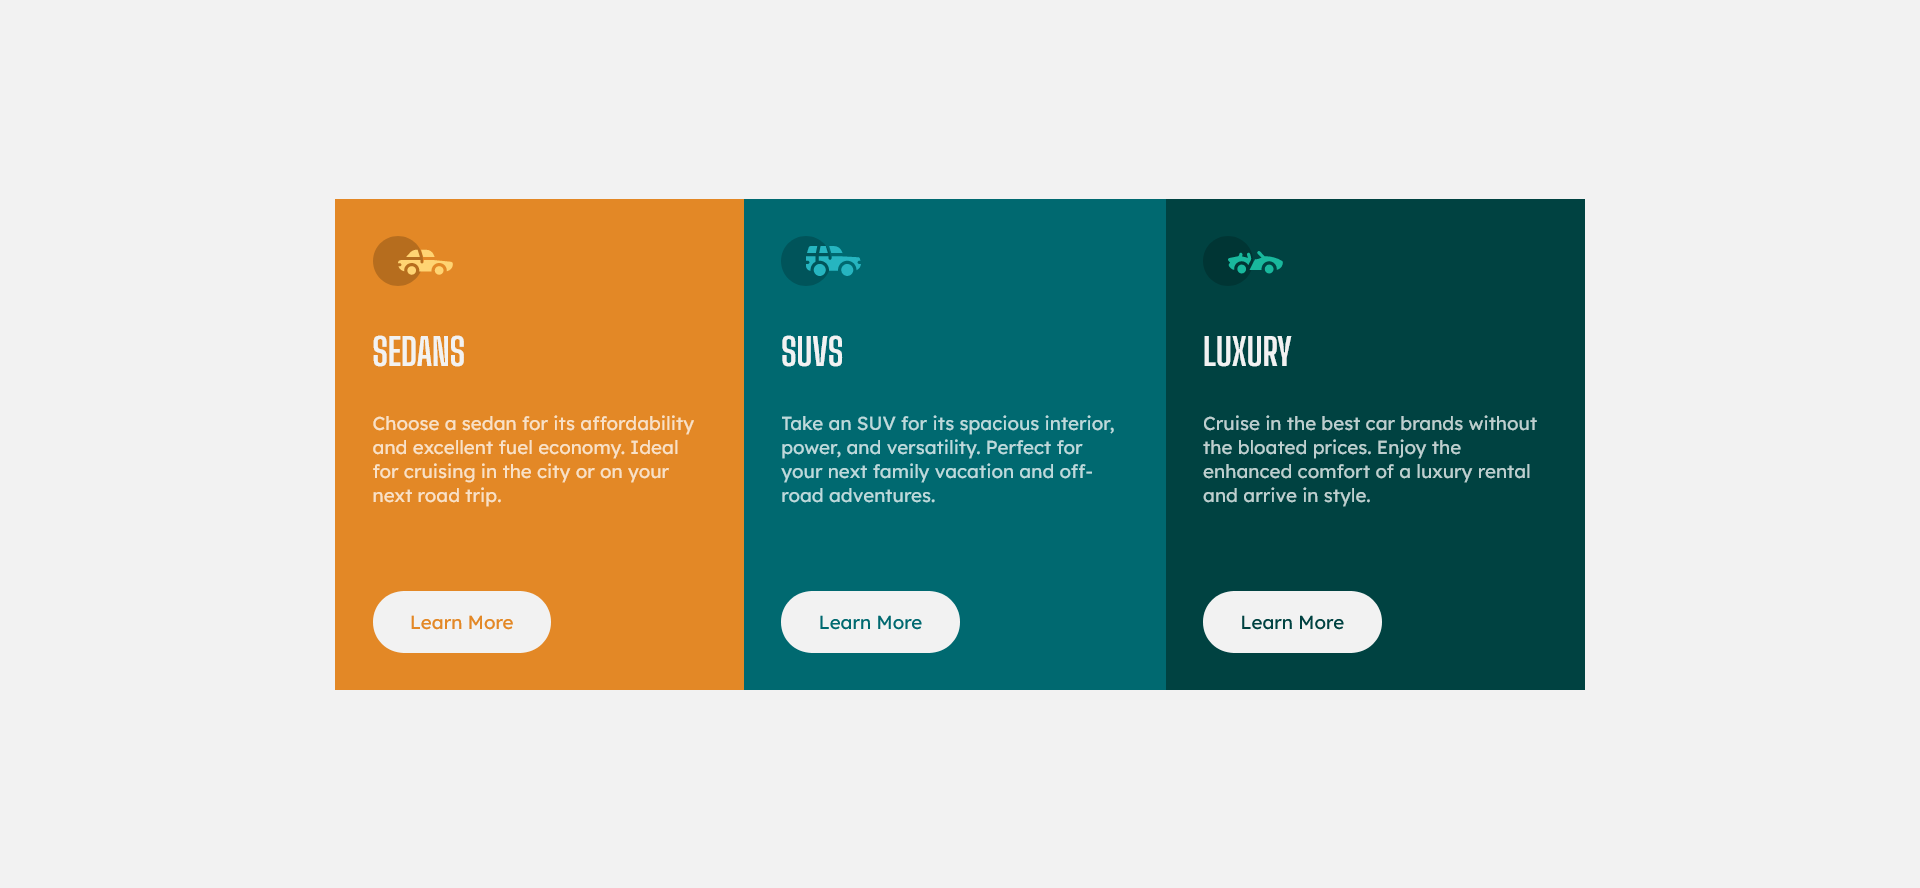 SEDANS
Choose a sedan for its affordability
and excellent fuel economy. Ideal
for cruising in the city or on your
next road trip.
Learn More
SUVS
Take an SUV for its spacious interior,
power, and versatility. Perfect for
your next family vacation and off-
road adventures.
Learn More
LUXURY
Cruise in the best car brands without
the bloated prices. Enjoy the
enhanced comfort of a luxury rental
and arrive in style.
Learn More